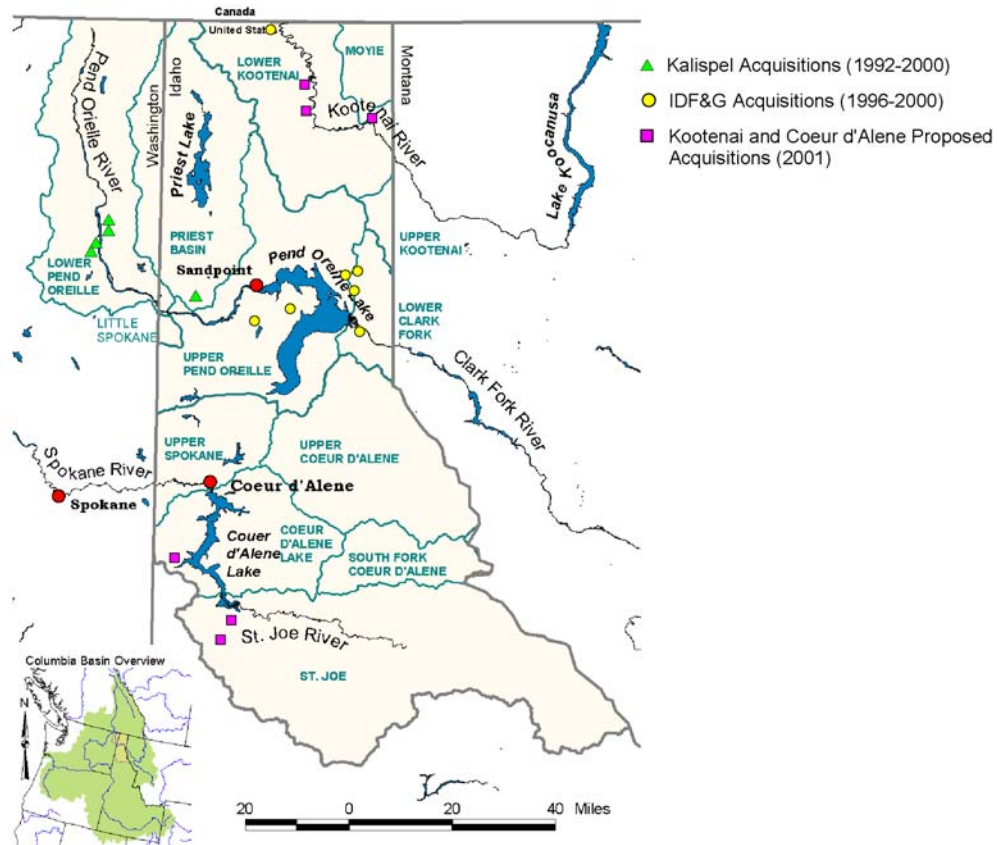 Canada
United Stat
MOYIE
LOWER
KOOTENAI
Montana
Kootenai River
Pend Orielle River
Washington
Idaho
Priest Lake
Lake Koocanusa
PRIEST
BASIN
UPPER
KOOTENAI
Sandpoint
Pend Oreille Lake
LOWER
PEND
OREILLE
LOWER
CLARK
FORK
LITTLE
SPOKANE
UPPER
PEND OREILLE
Clark Fork River
UPPER
SPOKANE
UPPER
COEUR D'ALENE
Spokane River
Coeur d'Alene
Spokane
Couer
d'Alene
Lake
COEUR
D'ALENE
LAKE
SOUTH FORK
COEUR D'ALENE
St. Joe River
ST. JOE
Kalispel Acquisitions (1992-2000)
IDF&G Acquisitions (1996-2000)
Kootenai and Coeur d'Alene Proposed
Acquisitions (2001)
Columbia Basin Overview
N
20 0 20 40 Miles